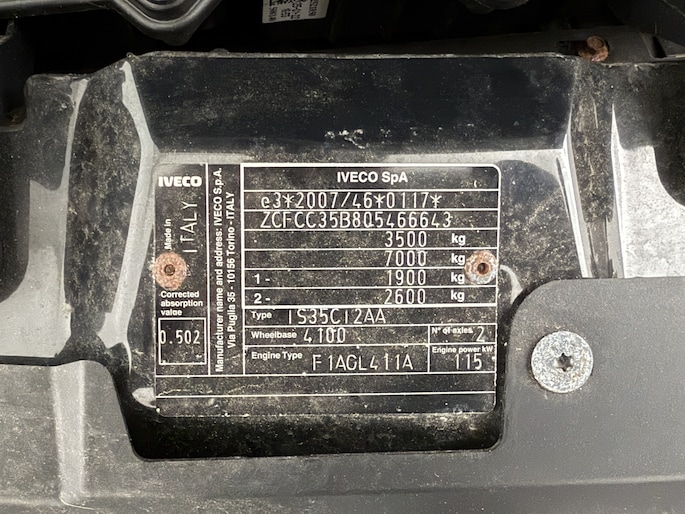 IVECO
Made in
ITALY
Corrected
absorption
value
0.502
Manufacturer name and address: IVECO S.p.A.
Via Puglia 35 - 10156 Torino - ITALY
IVECO SpA
e3*2007/46*0117*
ZCFCC35B805466643
3500 kg
7000 kg
1- 1900 kg
2- 2600 kg
Type IS35CI2AA
Wheelbase 4100 N° of axles 2
Engine Type F1AGL411A Engine power kW 115